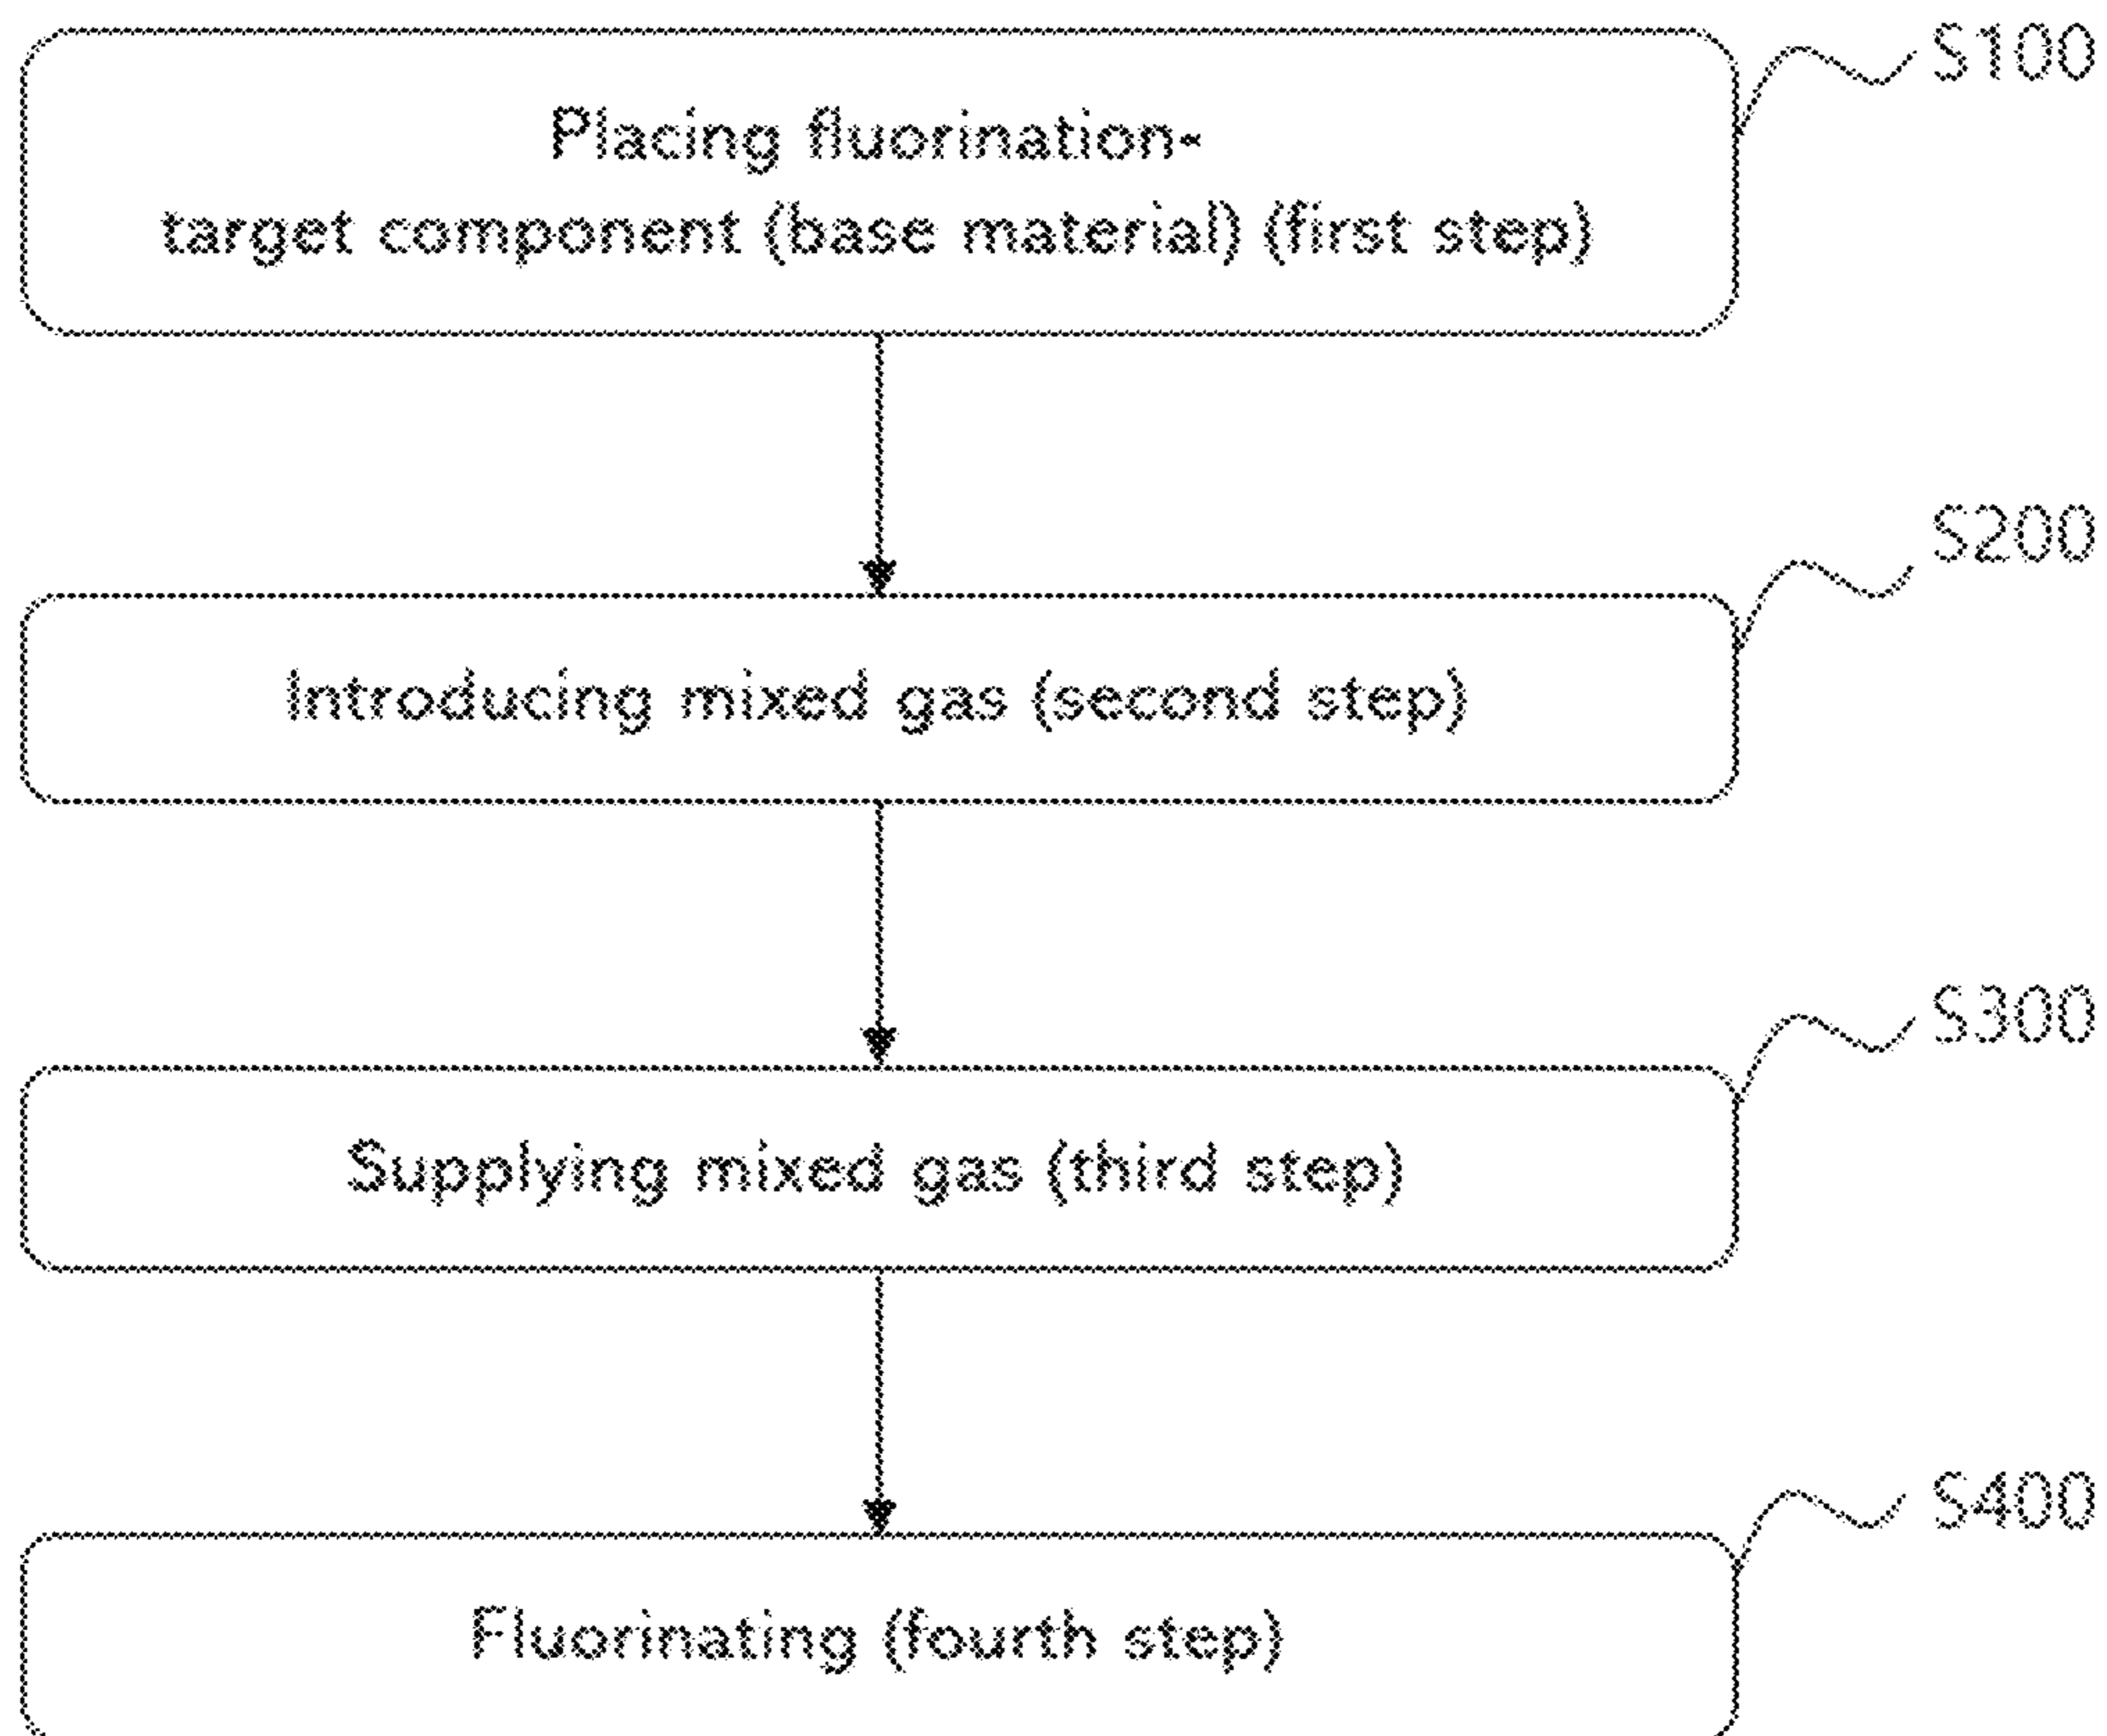 S100
Placing fluorination-
target component (base material) (first step)
S200
Introducing mixed gas (second step)
S300
Supplying mixed gas (third step)
S400
Fluorinating (fourth step)